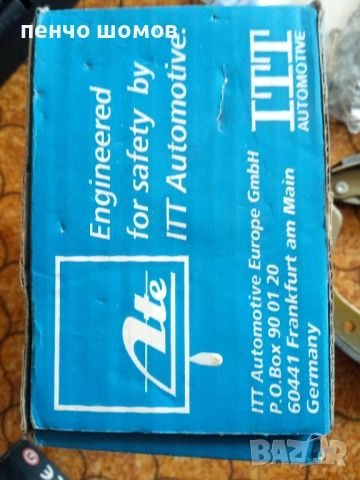 пенчо шомов
Engineered
for safety by
ITT Automotive.
Ate
ITT
AUTOMOTIVE
ITT Automotive Europe GmbH
P.O.Box 90 01 20
60441 Frankfurt am Main
Germany
BAZAR
bg